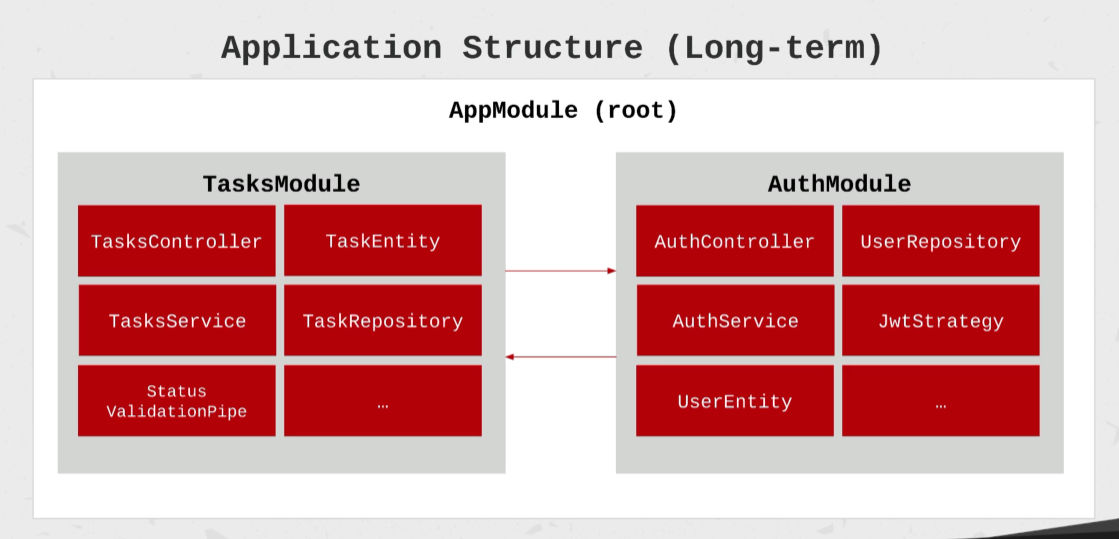 Application Structure (Long-term)
AppModule (root)
TasksModule
TasksController
TaskEntity
TasksService
TaskRepository
Status
ValidationPipe
…
AuthModule
AuthController
UserRepository
AuthService
JwtStrategy
UserEntity
…